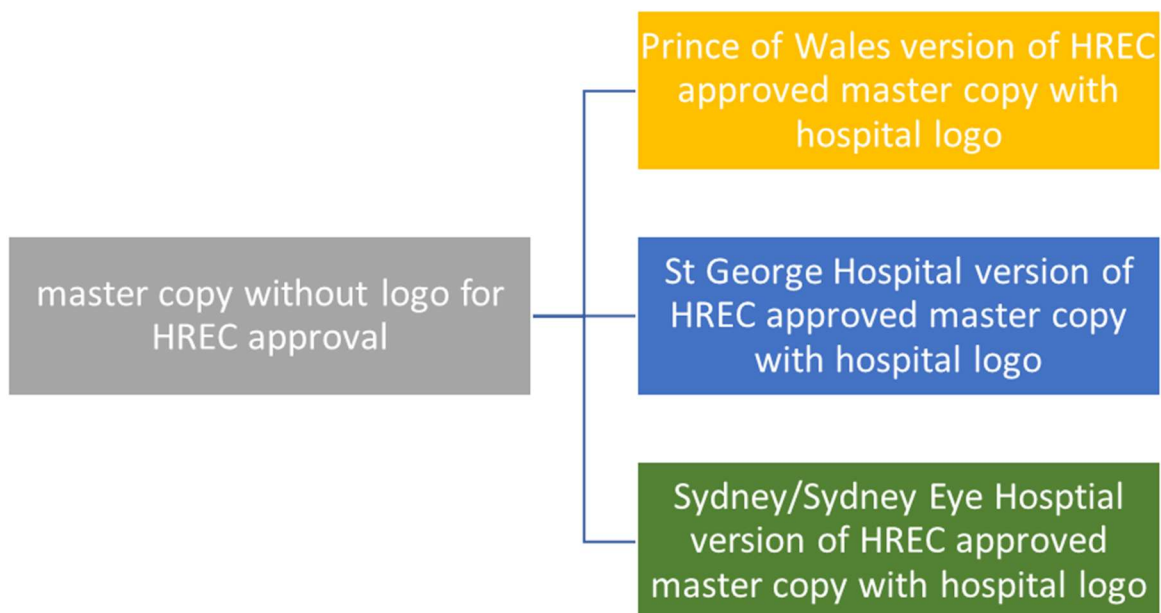 Prince of Wales version of HREC
approved master copy with
hospital logo
master copy without logo for
HREC approval
St George Hospital version of
HREC approved master copy
with hospital logo
Sydney/Sydney Eye Hosptial
version of HREC approved
master copy with hospital logo